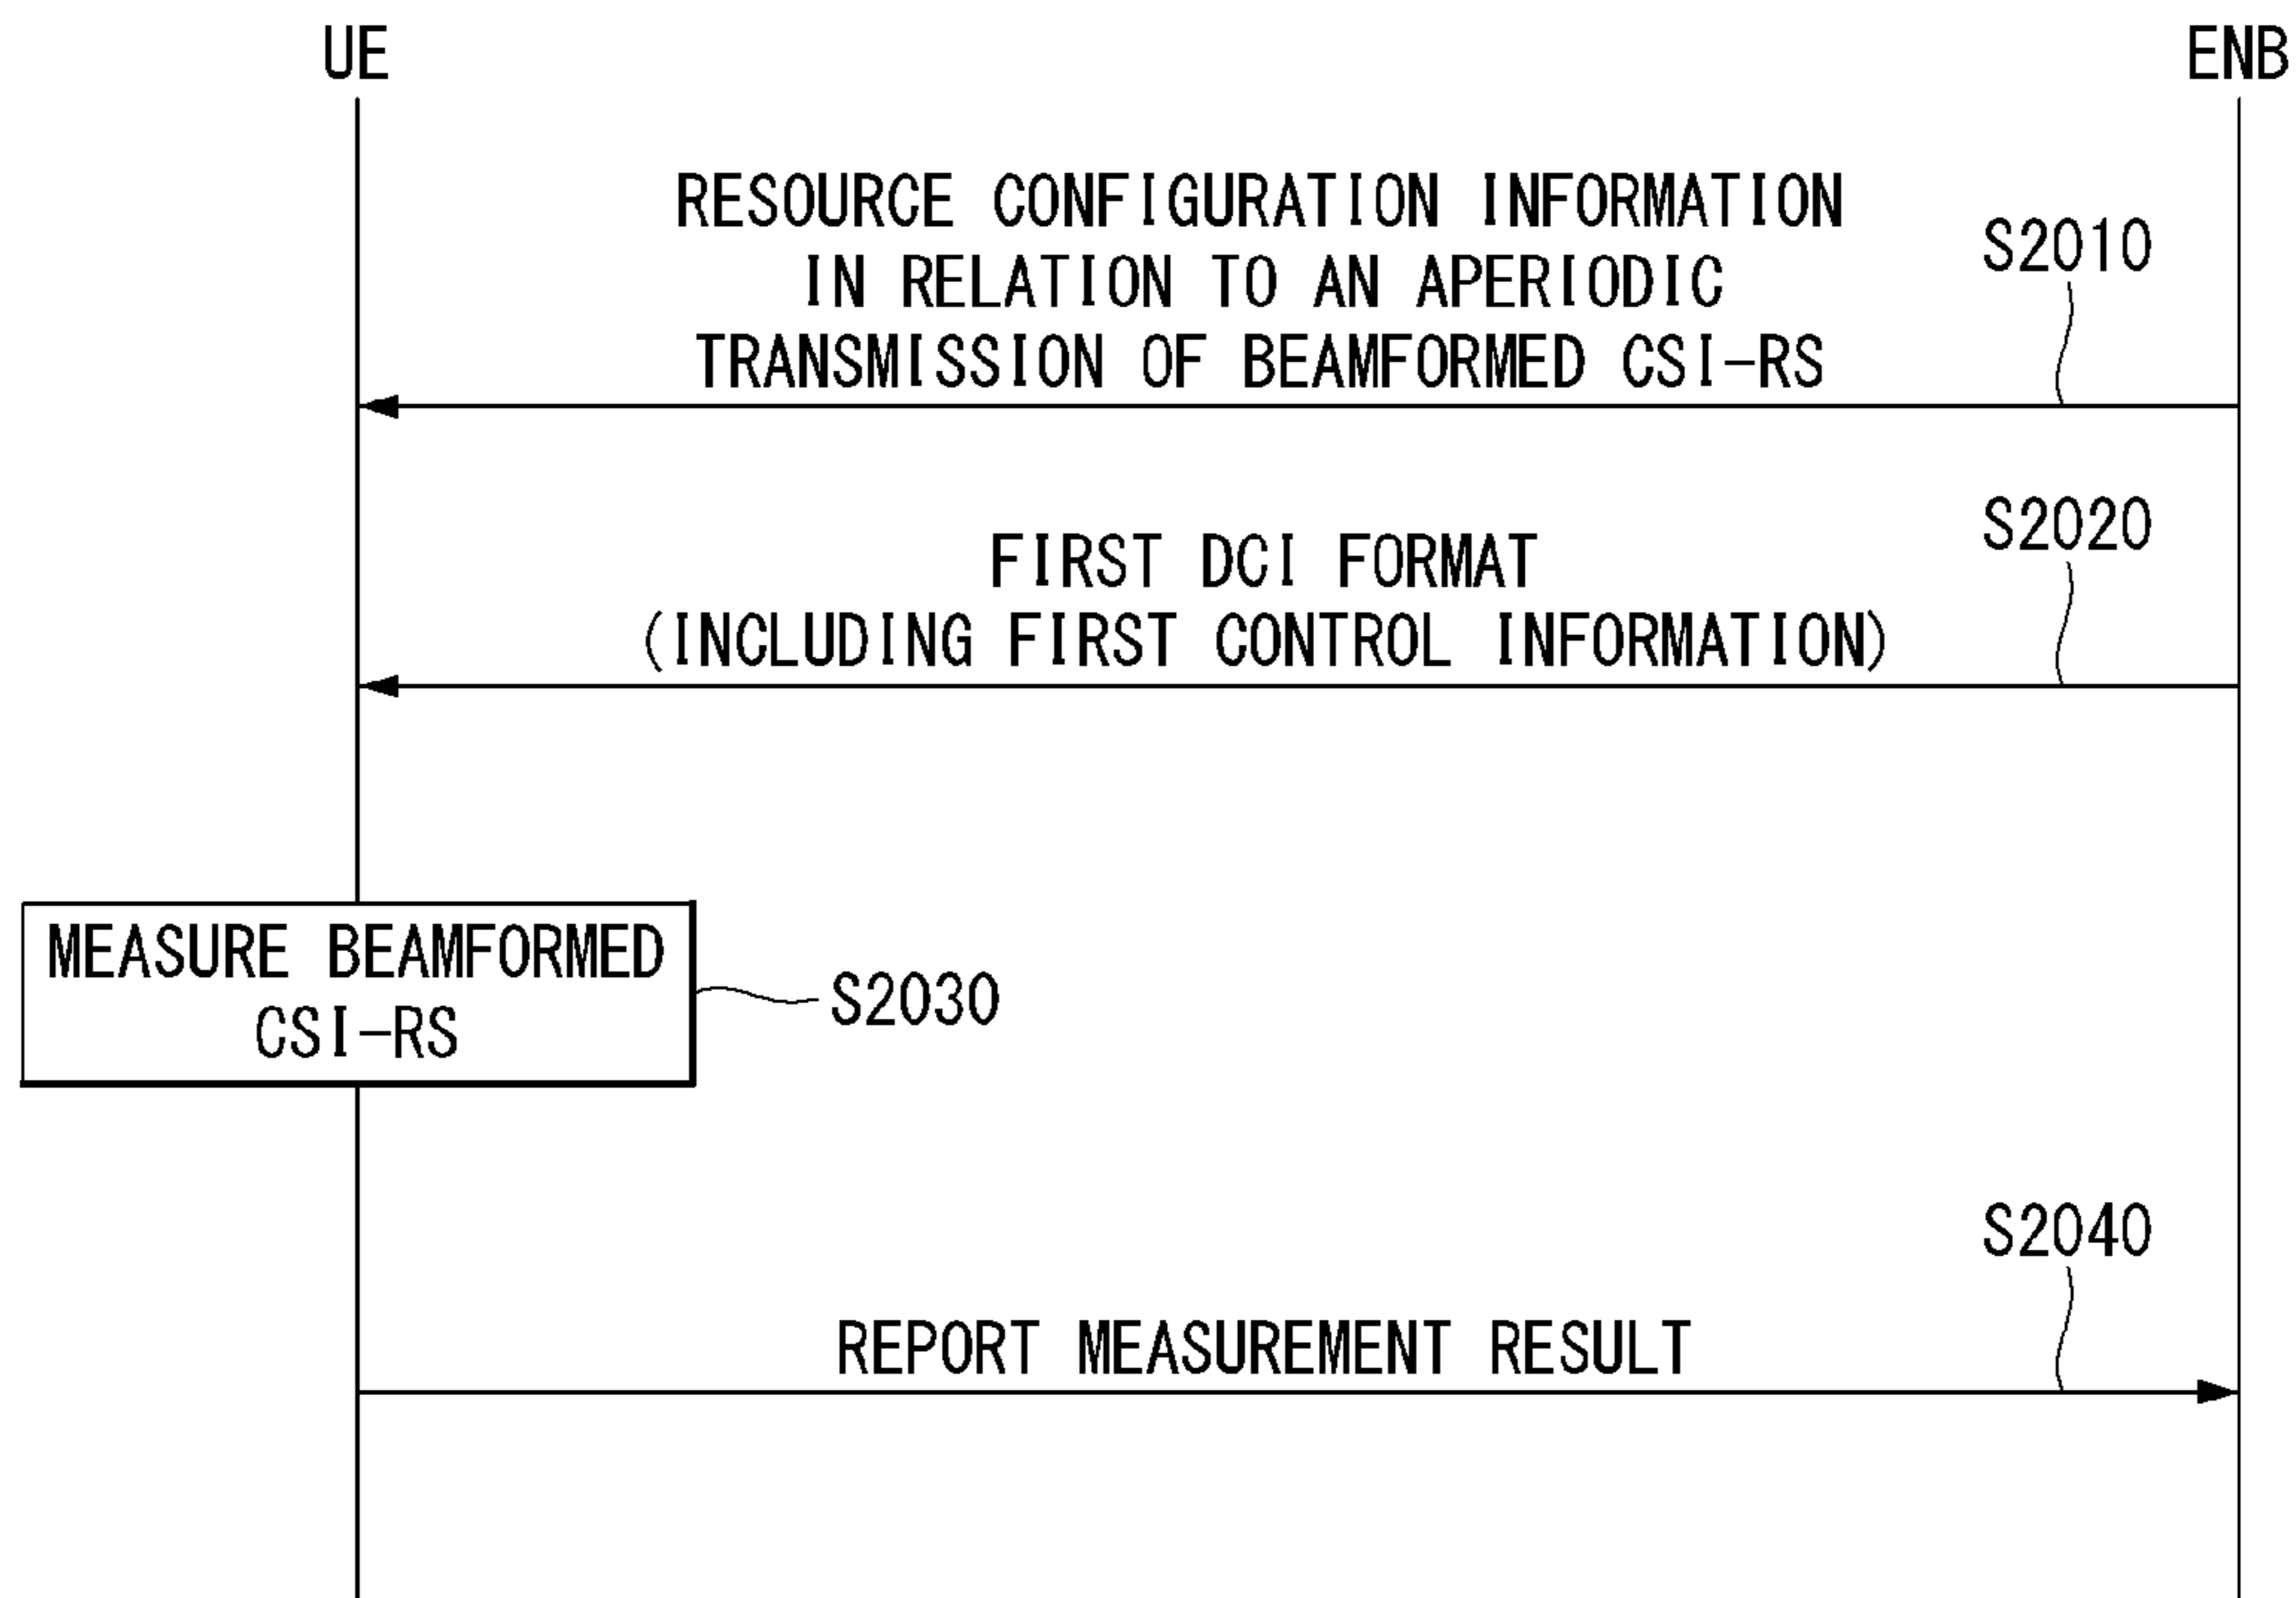 UE
ENB
RESOURCE CONFIGURATION INFORMATION
IN RELATION TO AN APERIODIC
TRANSMISSION OF BEAMFORMED CSI-RS
S2010
FIRST DCI FORMAT
(INCLUDING FIRST CONTROL INFORMATION)
S2020
MEASURE BEAMFORMED
CSI-RS
S2030
S2040
REPORT MEASUREMENT RESULT